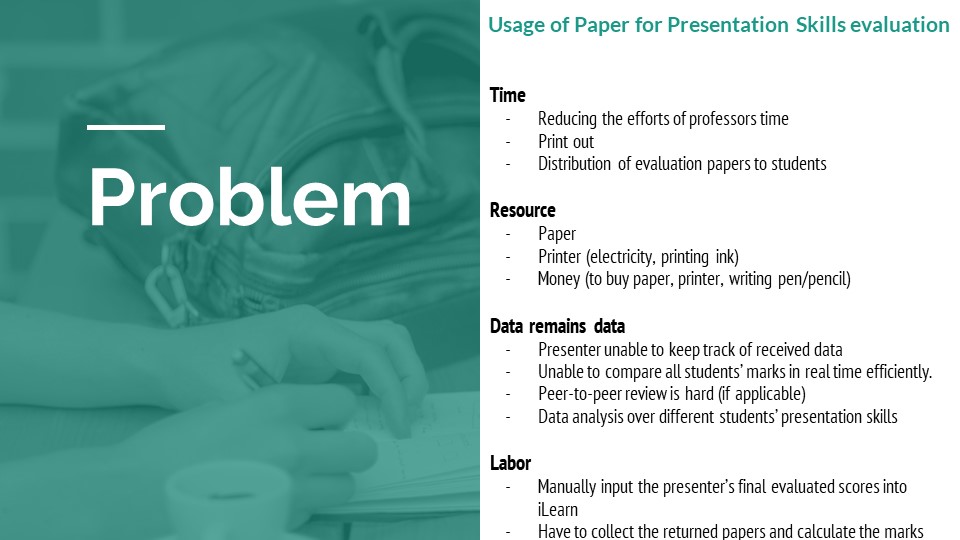 Problem
Usage of Paper for Presentation Skills evaluation
Time
- Reducing the efforts of professors time
- Print out
- Distribution of evaluation papers to students
Resource
- Paper
- Printer (electricity, printing ink)
- Money (to buy paper, printer, writing pen/pencil)
Data remains data
- Presenter unable to keep track of received data
- Unable to compare all students’ marks in real time efficiently.
- Peer-to-peer review is hard (if applicable)
- Data analysis over different students’ presentation skills
Labor
- Manually input the presenter’s final evaluated scores into
iLearn
- Have to collect the returned papers and calculate the marks